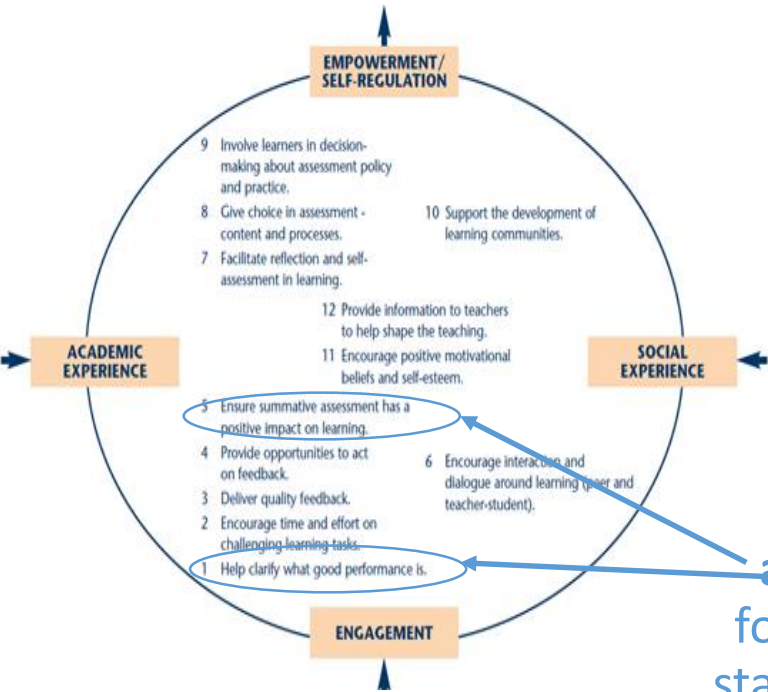 EMPOWERMENT/
SELF-REGULATION
9 Involve learners in decision-
making about assessment policy
and practice.
8 Give choice in assessment -
content and processes.
7 Facilitate reflection and self-
assessment in learning.
10 Support the development of
learning communities.
12 Provide information to teachers
to help shape the teaching.
11 Encourage positive motivational
beliefs and self-esteem.
ACADEMIC
EXPERIENCE
SOCIAL
EXPERIENCE
5 Ensure summative assessment has a
positive impact on learning.
4 Provide opportunities to act
on feedback.
3 Deliver quality feedback.
2 Encourage time and effort on
challenging learning tasks.
1 Help clarify what good performance is.
6 Encourage interaction and
dialogue around learning (peer and
teacher-student).
ENGAGEMENT